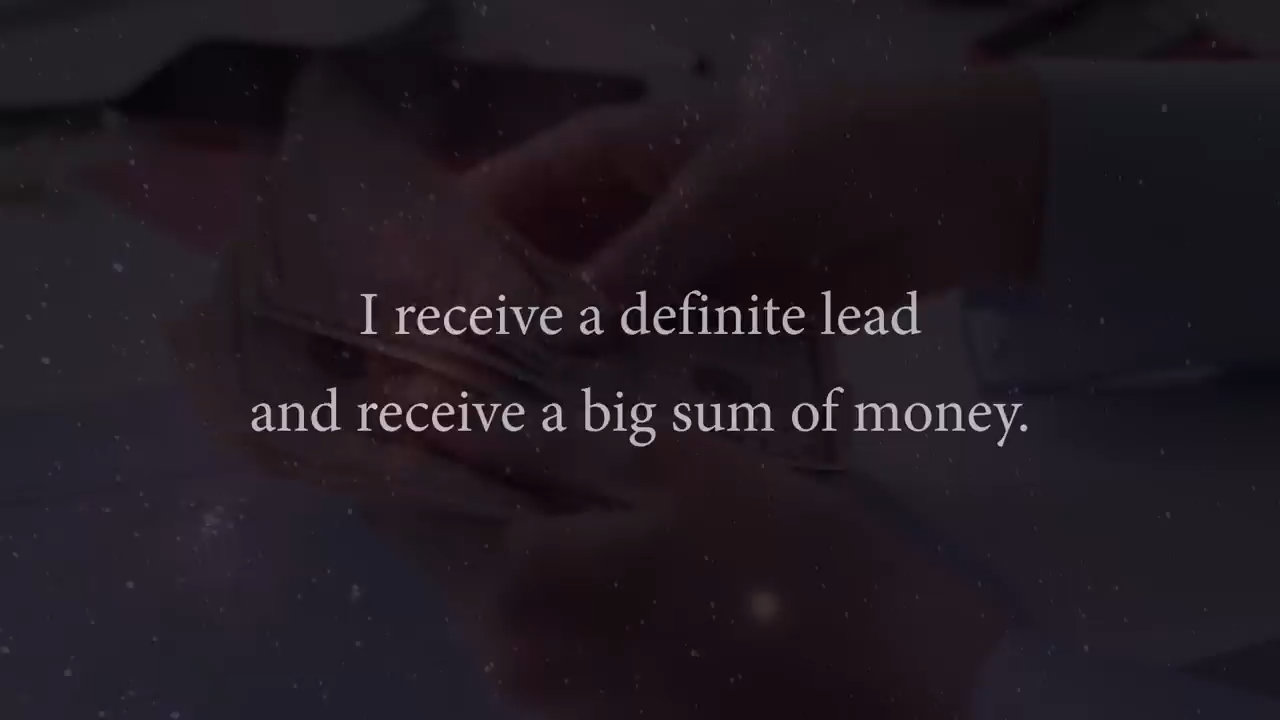 I receive a definite lead
and receive a big sum of money.